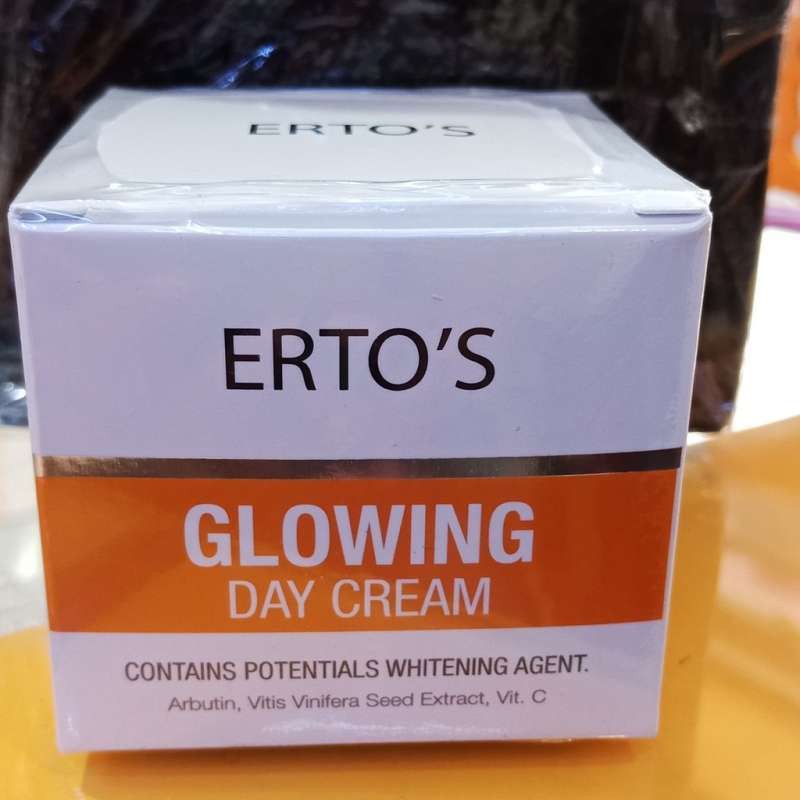 ERTO'S
ERTO'S
GLOWING
DAY CREAM
CONTAINS POTENTIALS WHITENING AGENT.
Arbutin, Vitis Vinifera Seed Extract, Vit. C